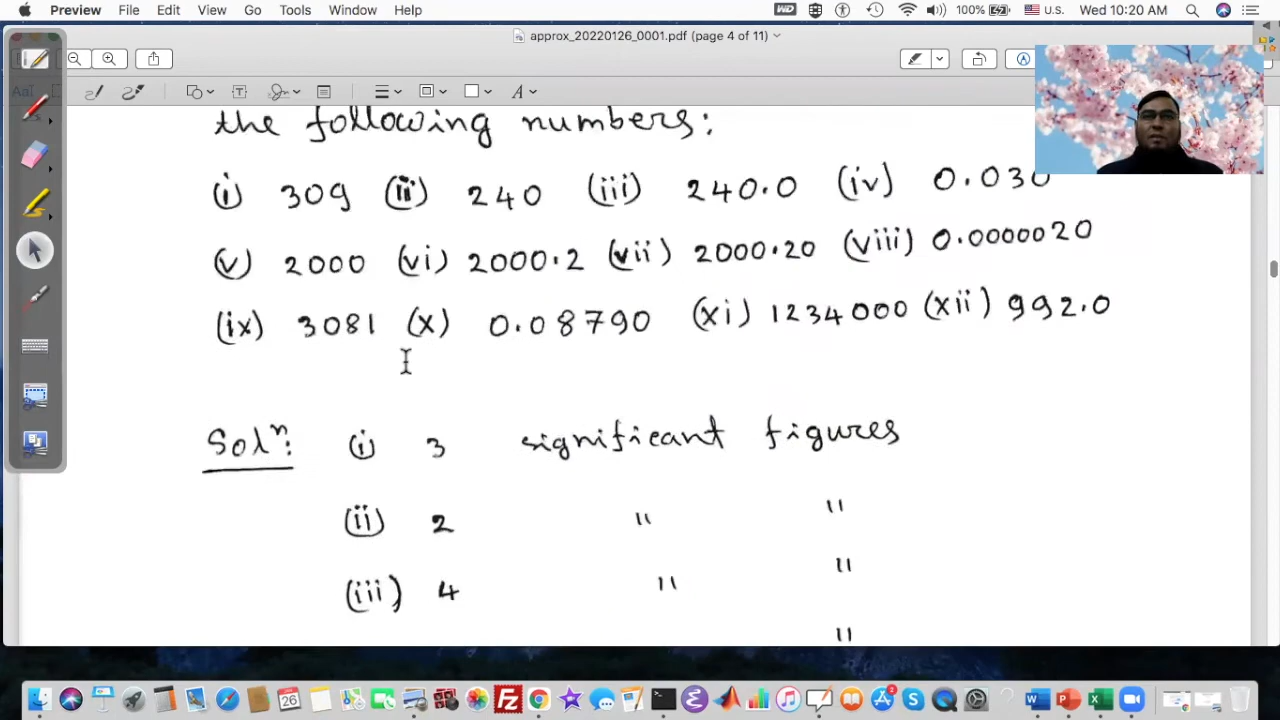 Preview File Edit View Go Tools Window Help 100% U.S. Wed 10:20 AM
approx_20220126_0001.pdf (page 4 of 11)
the following numbers:
(i) 309 (ii) 240 (iii) 240.0 (iv) 0.030
(v) 2000 (vi) 2000.2 (vii) 2000.20 (viii) 0.0000020
(ix) 3081 (x) 0.08790 (xi) 1234000 (xii) 992.0
Solⁿ: (i) 3 significant figures
(ii) 2 " "
(iii) 4 " "
"